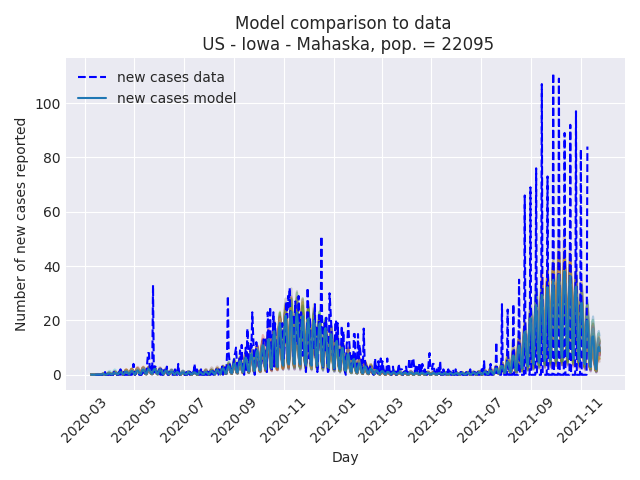 Model comparison to data
US - Iowa - Mahaska, pop. = 22095
new cases data
new cases model
Number of new cases reported
100
80
60
40
20
0
2020-03
2020-05
2020-07
2020-09
2020-11
2021-01
2021-03
2021-05
2021-07
2021-09
2021-11
Day